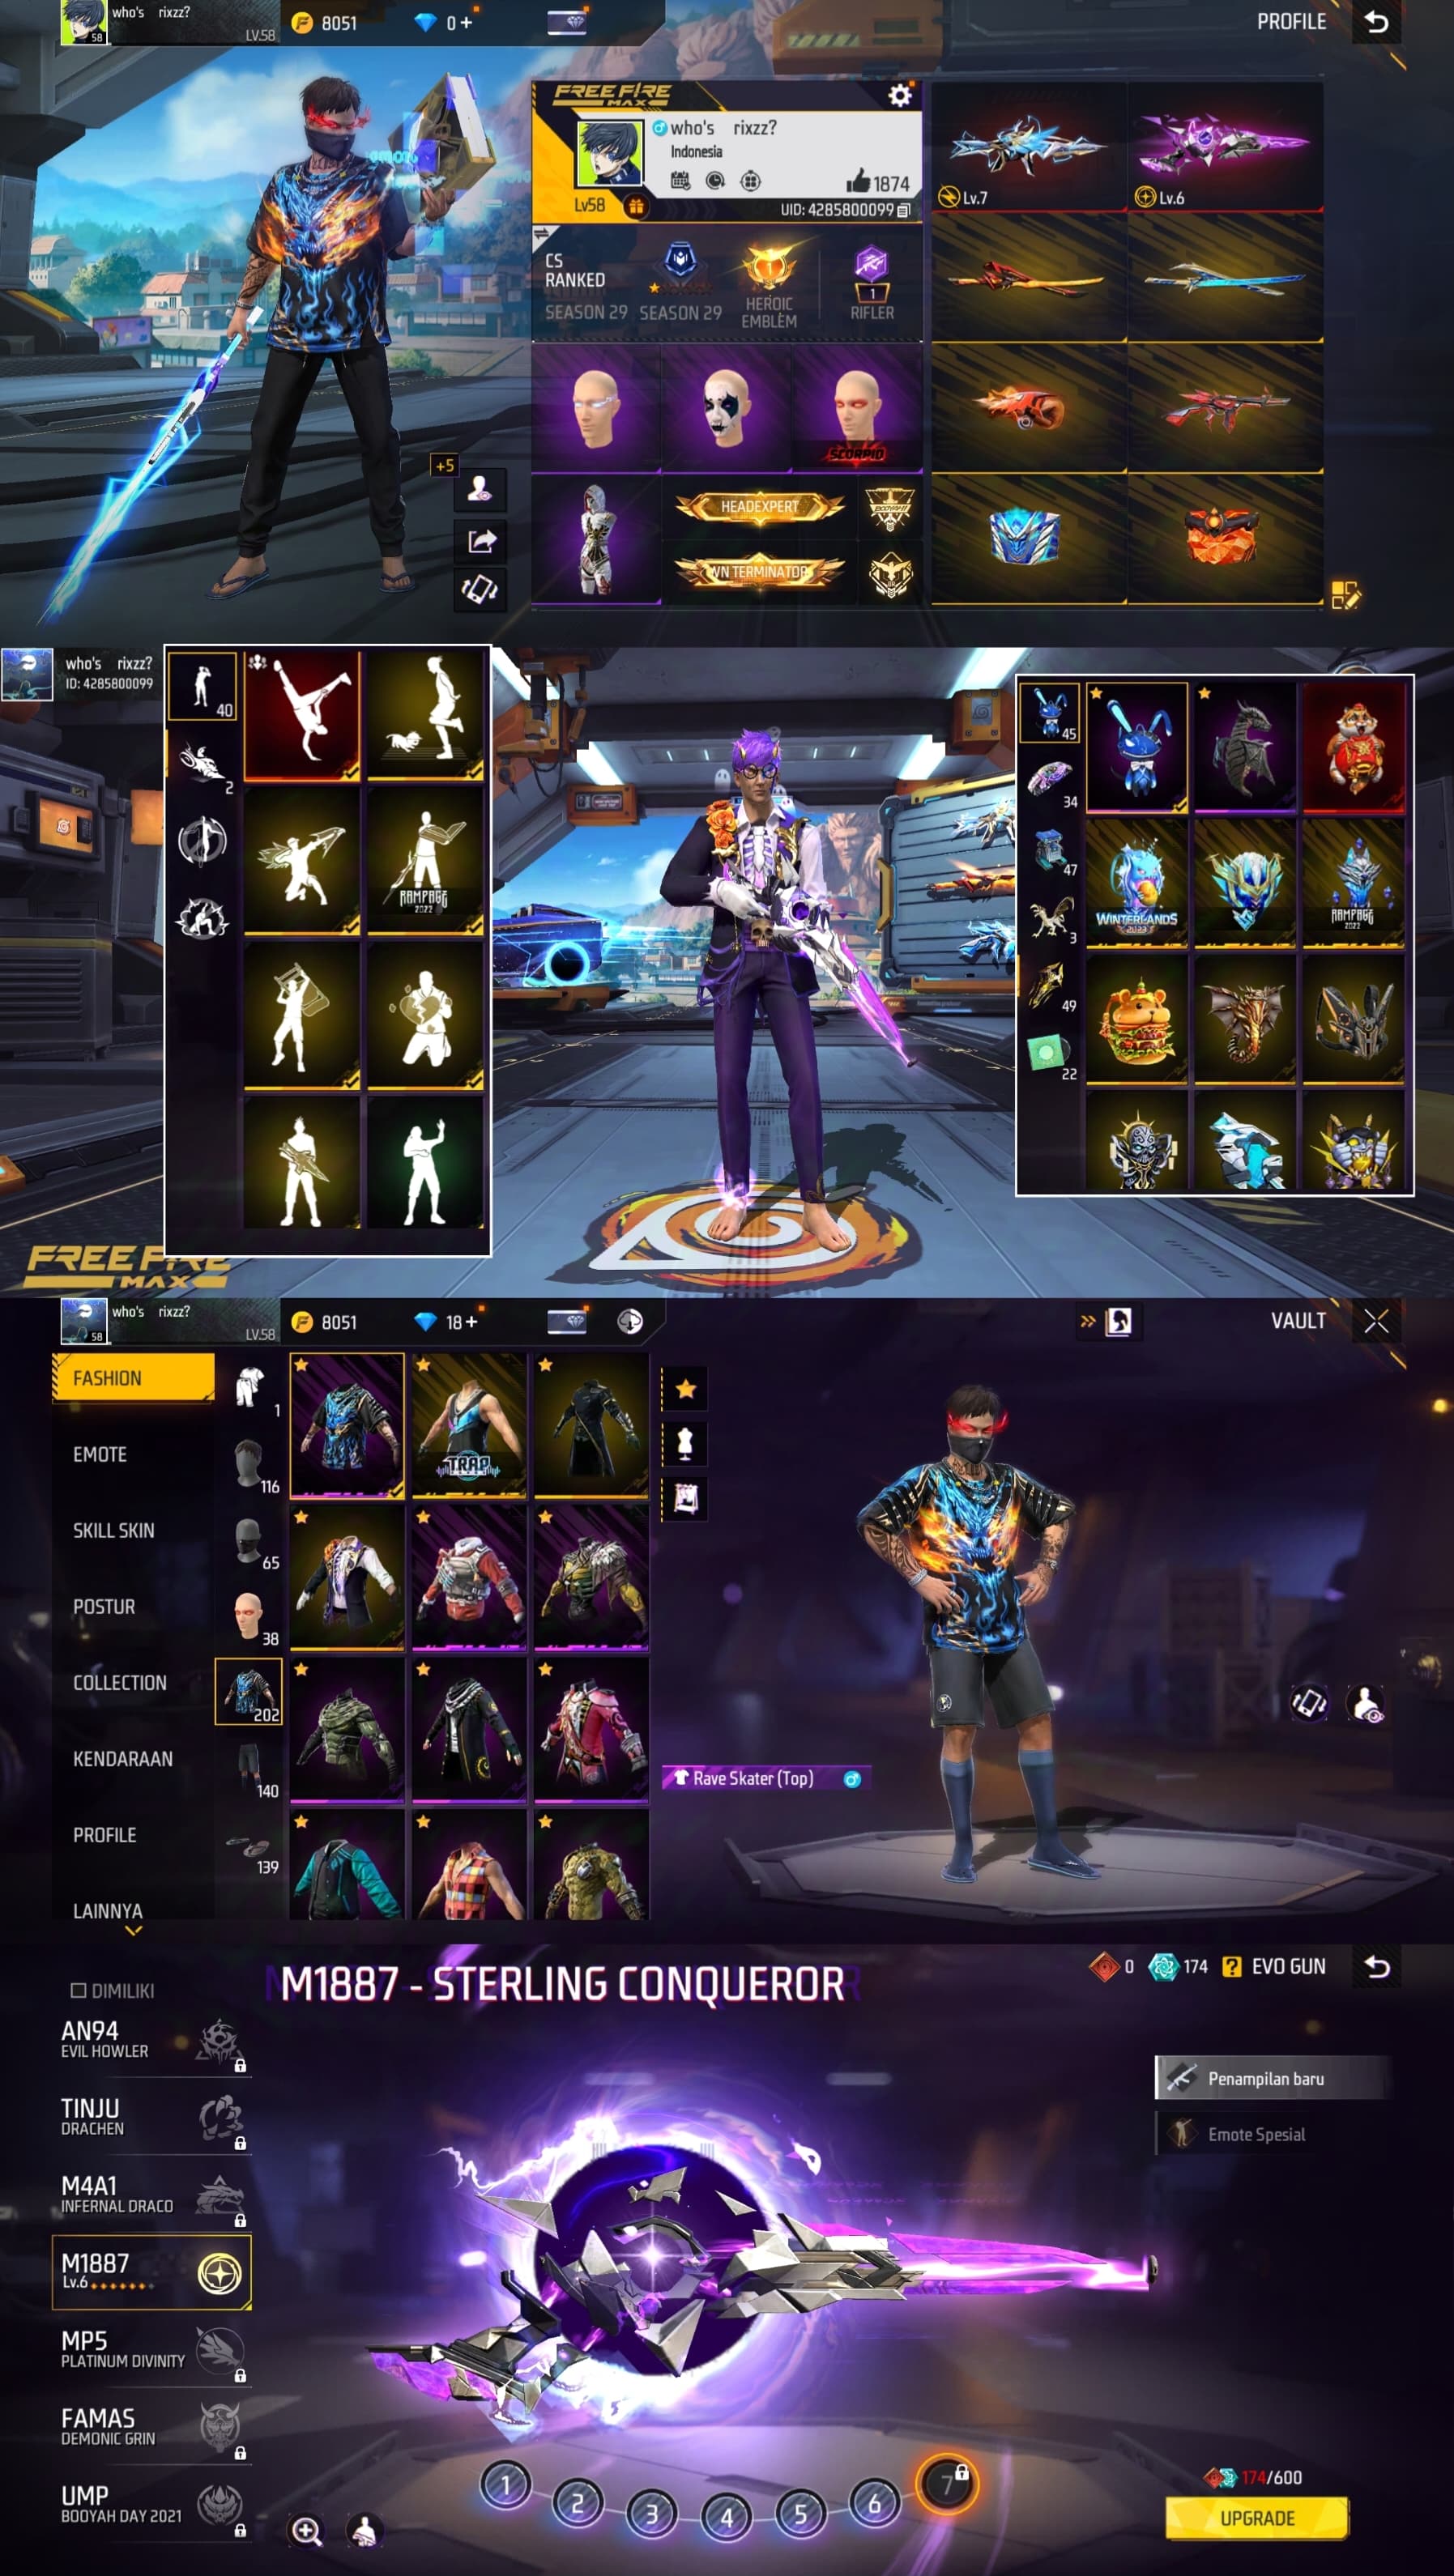 who's rixzz?
58
LV.58
8051
0+
PROFILE
FREE FIRE
MAX
who's rixzz?
Indonesia
1874
Lv58
UID: 4285800099
Lv.7
Lv.6
CS
RANKED
SEASON 29
SEASON 29
1
HEROIC
EMBLEM
1
RIFLER
SCORPIO
+5
HEADEXPERT
BOOYAH
WN TERMINATOR
who's rixzz?
ID: 4285800099
40
2
RAMPAGE
2022
45
34
47
3
49
22
WINTERLANDS
2023
RAMPAGE
2022
FREE FIRE
MAX
who's rixzz?
58
LV.58
8051
18+
VAULT
FASHION
EMOTE
SKILL SKIN
POSTUR
COLLECTION
KENDARAAN
PROFILE
LAINNYA
1
116
65
38
202
140
139
TRAP
Rave Skater (Top)
DIMILIKI
M1887 - STERLING CONQUEROR
0
174
EVO GUN
AN94
EVIL HOWLER
TINJU
DRACHEN
M4A1
INFERNAL DRACO
M1887
Lv.6
MP5
PLATINUM DIVINITY
FAMAS
DEMONIC GRIN
UMP
BOOYAH DAY 2021
Penampilan baru
Emote Spesial
1
2
3
4
5
6
7
174/600
UPGRADE